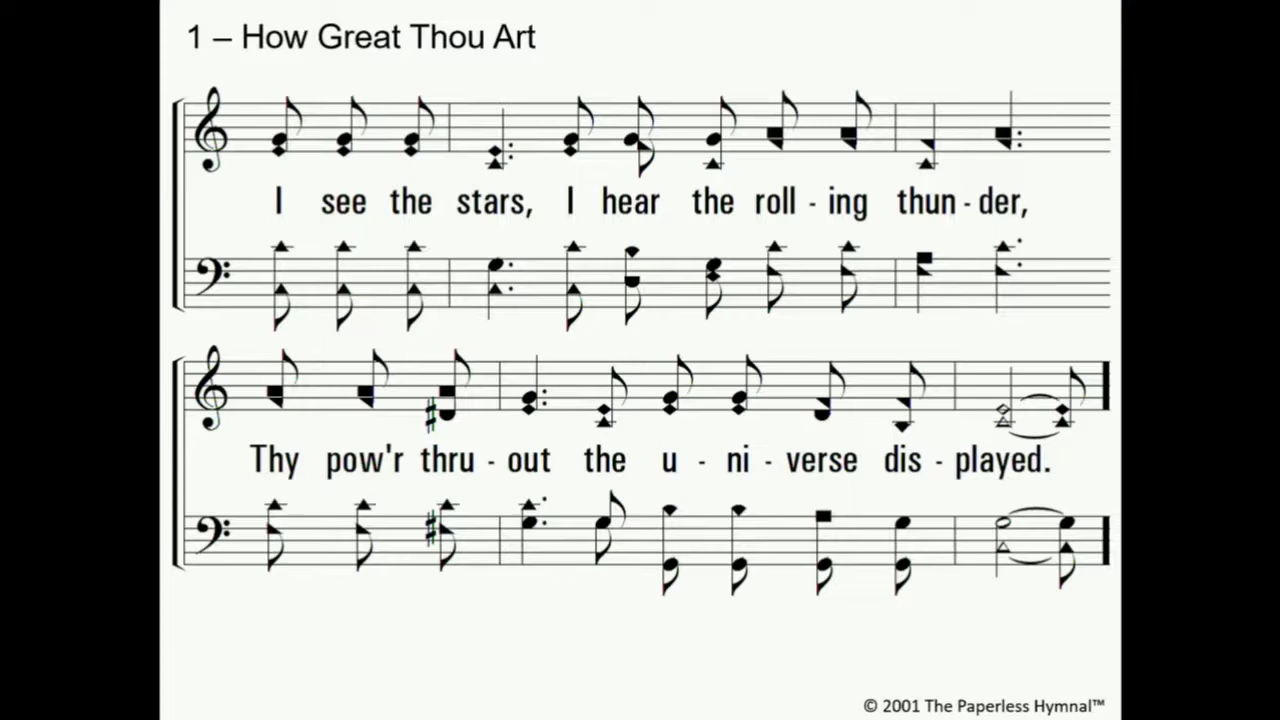 1 – How Great Thou Art
I see the stars, I hear the roll - ing thun - der,
Thy pow'r thru - out the u - ni - verse dis - played.
© 2001 The Paperless Hymnal™